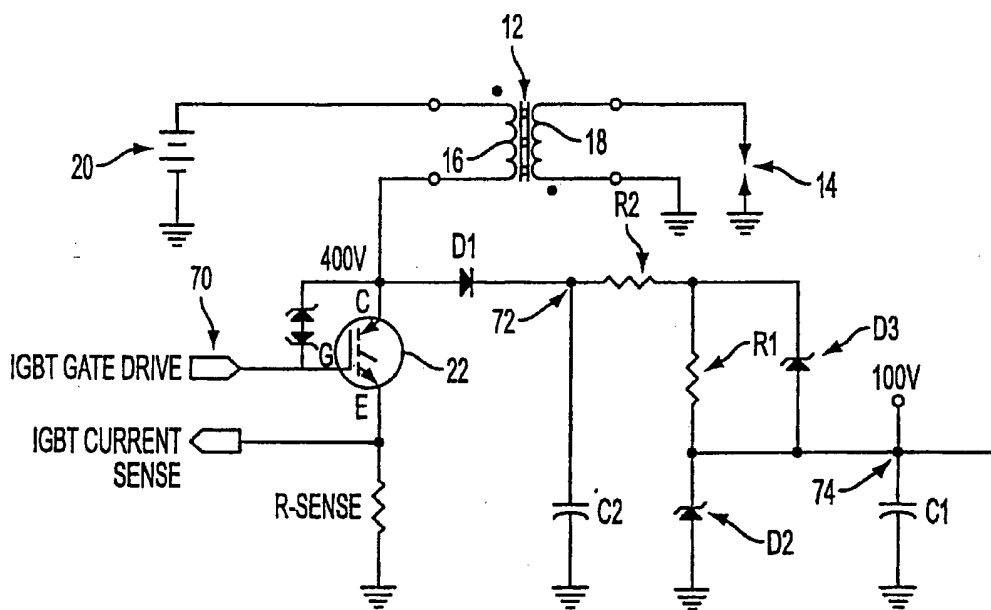 12
20
16
18
14
R2
400V
D1
70
C
72
D3
R1
IGBT GATE DRIVE
G
22
100V
E
IGBT CURRENT
SENSE
74
R-SENSE
C2
D2
C1